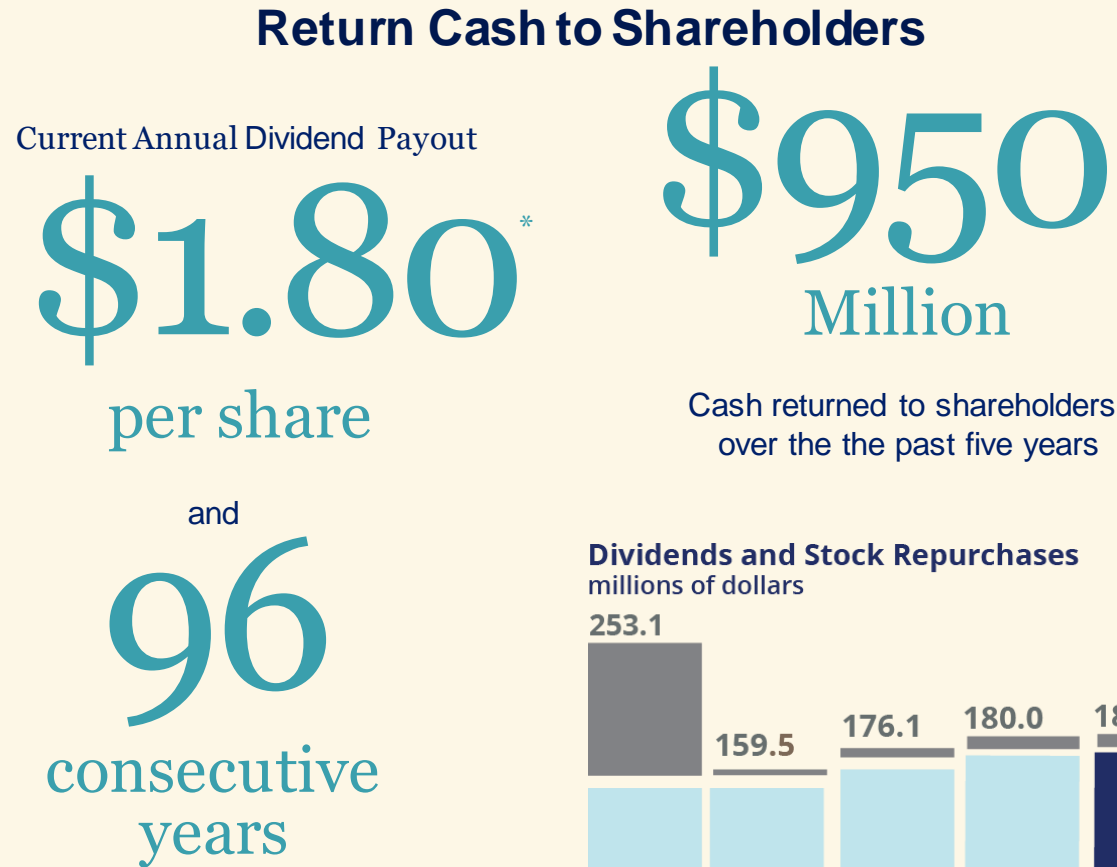 Return Cash to Shareholders
Current Annual Dividend Payout
$1.80*
per share
and
96
consecutive
years
$950
Million
Cash returned to shareholders
over the the past five years
Dividends and Stock Repurchases
millions of dollars
253.1
159.5
176.1
180.0